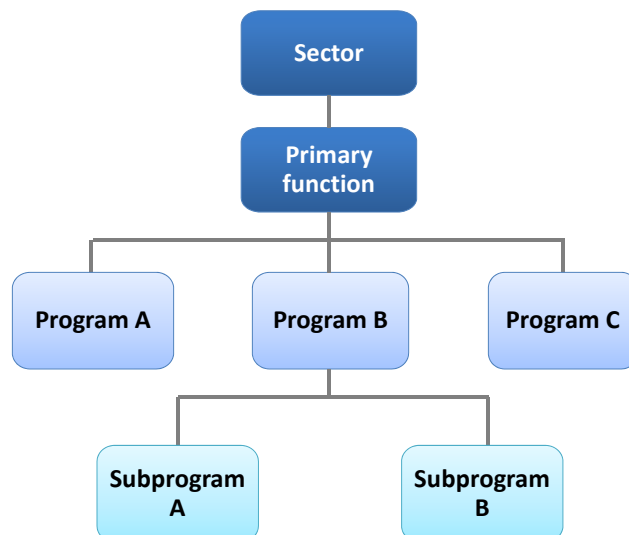 Sector
Primary
function
Program A
Program B
Program C
Subprogram
A
Subprogram
B